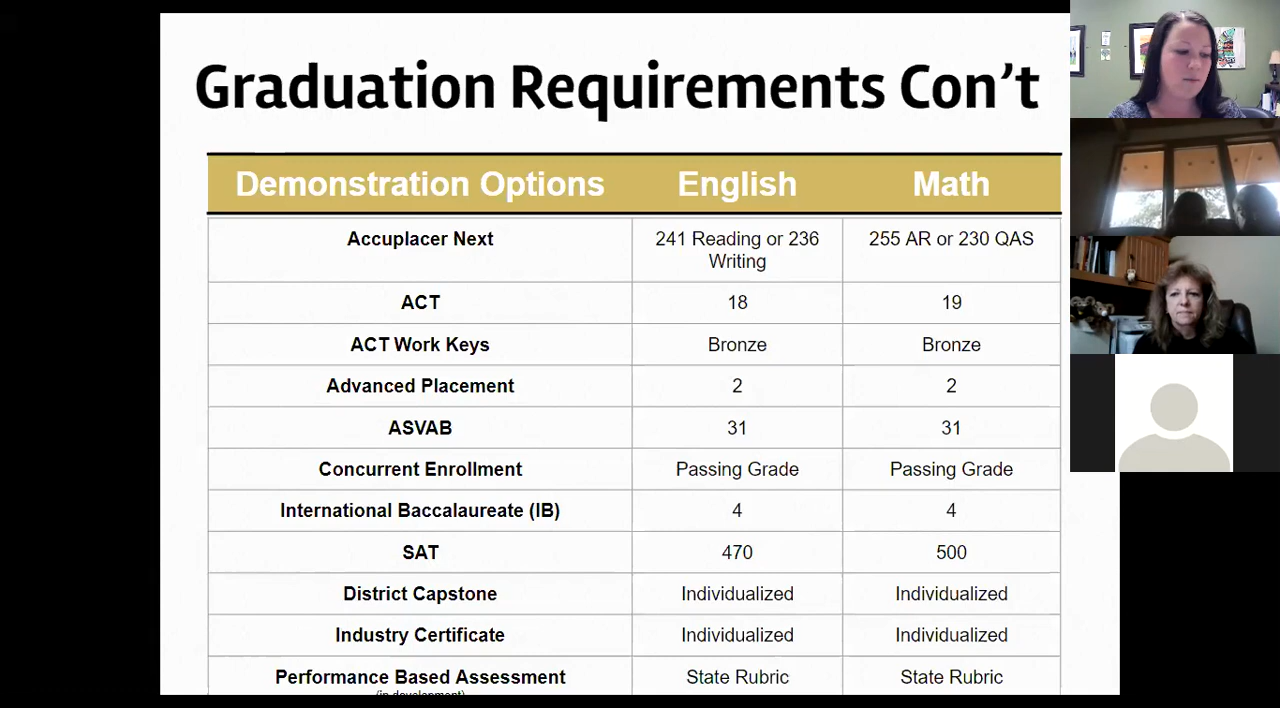 Graduation Requirements Con't
Demonstration Options English Math
Accuplacer Next 241 Reading or 236 Writing 255 AR or 230 QAS
ACT 18 19
ACT Work Keys Bronze Bronze
Advanced Placement 2 2
ASVAB 31 31
Concurrent Enrollment Passing Grade Passing Grade
International Baccalaureate (IB) 4 4
SAT 470 500
District Capstone Individualized Individualized
Industry Certificate Individualized Individualized
Performance Based Assessment State Rubric State Rubric
(in development)